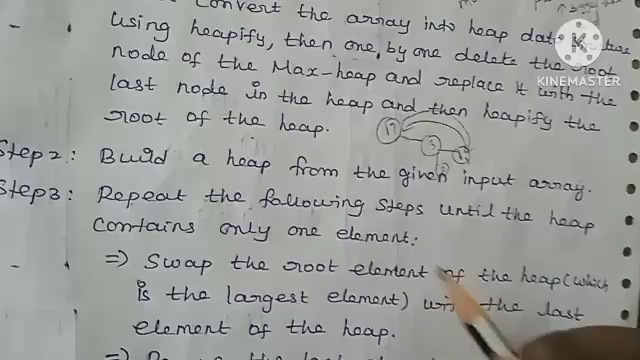 convert the array into heap data
using heapify, then one by one delete the root
node of the Max-heap and replace it with the
last node in the heap and then heapify the
root of the heap.
Step2: Build a heap from the given input array.
Step3: Repeat the following steps until the heap
contains only one element:
=> Swap the root element of the heap (which
is the largest element) with the last
element of the heap.
=> the last
K
KINEMASTER
17